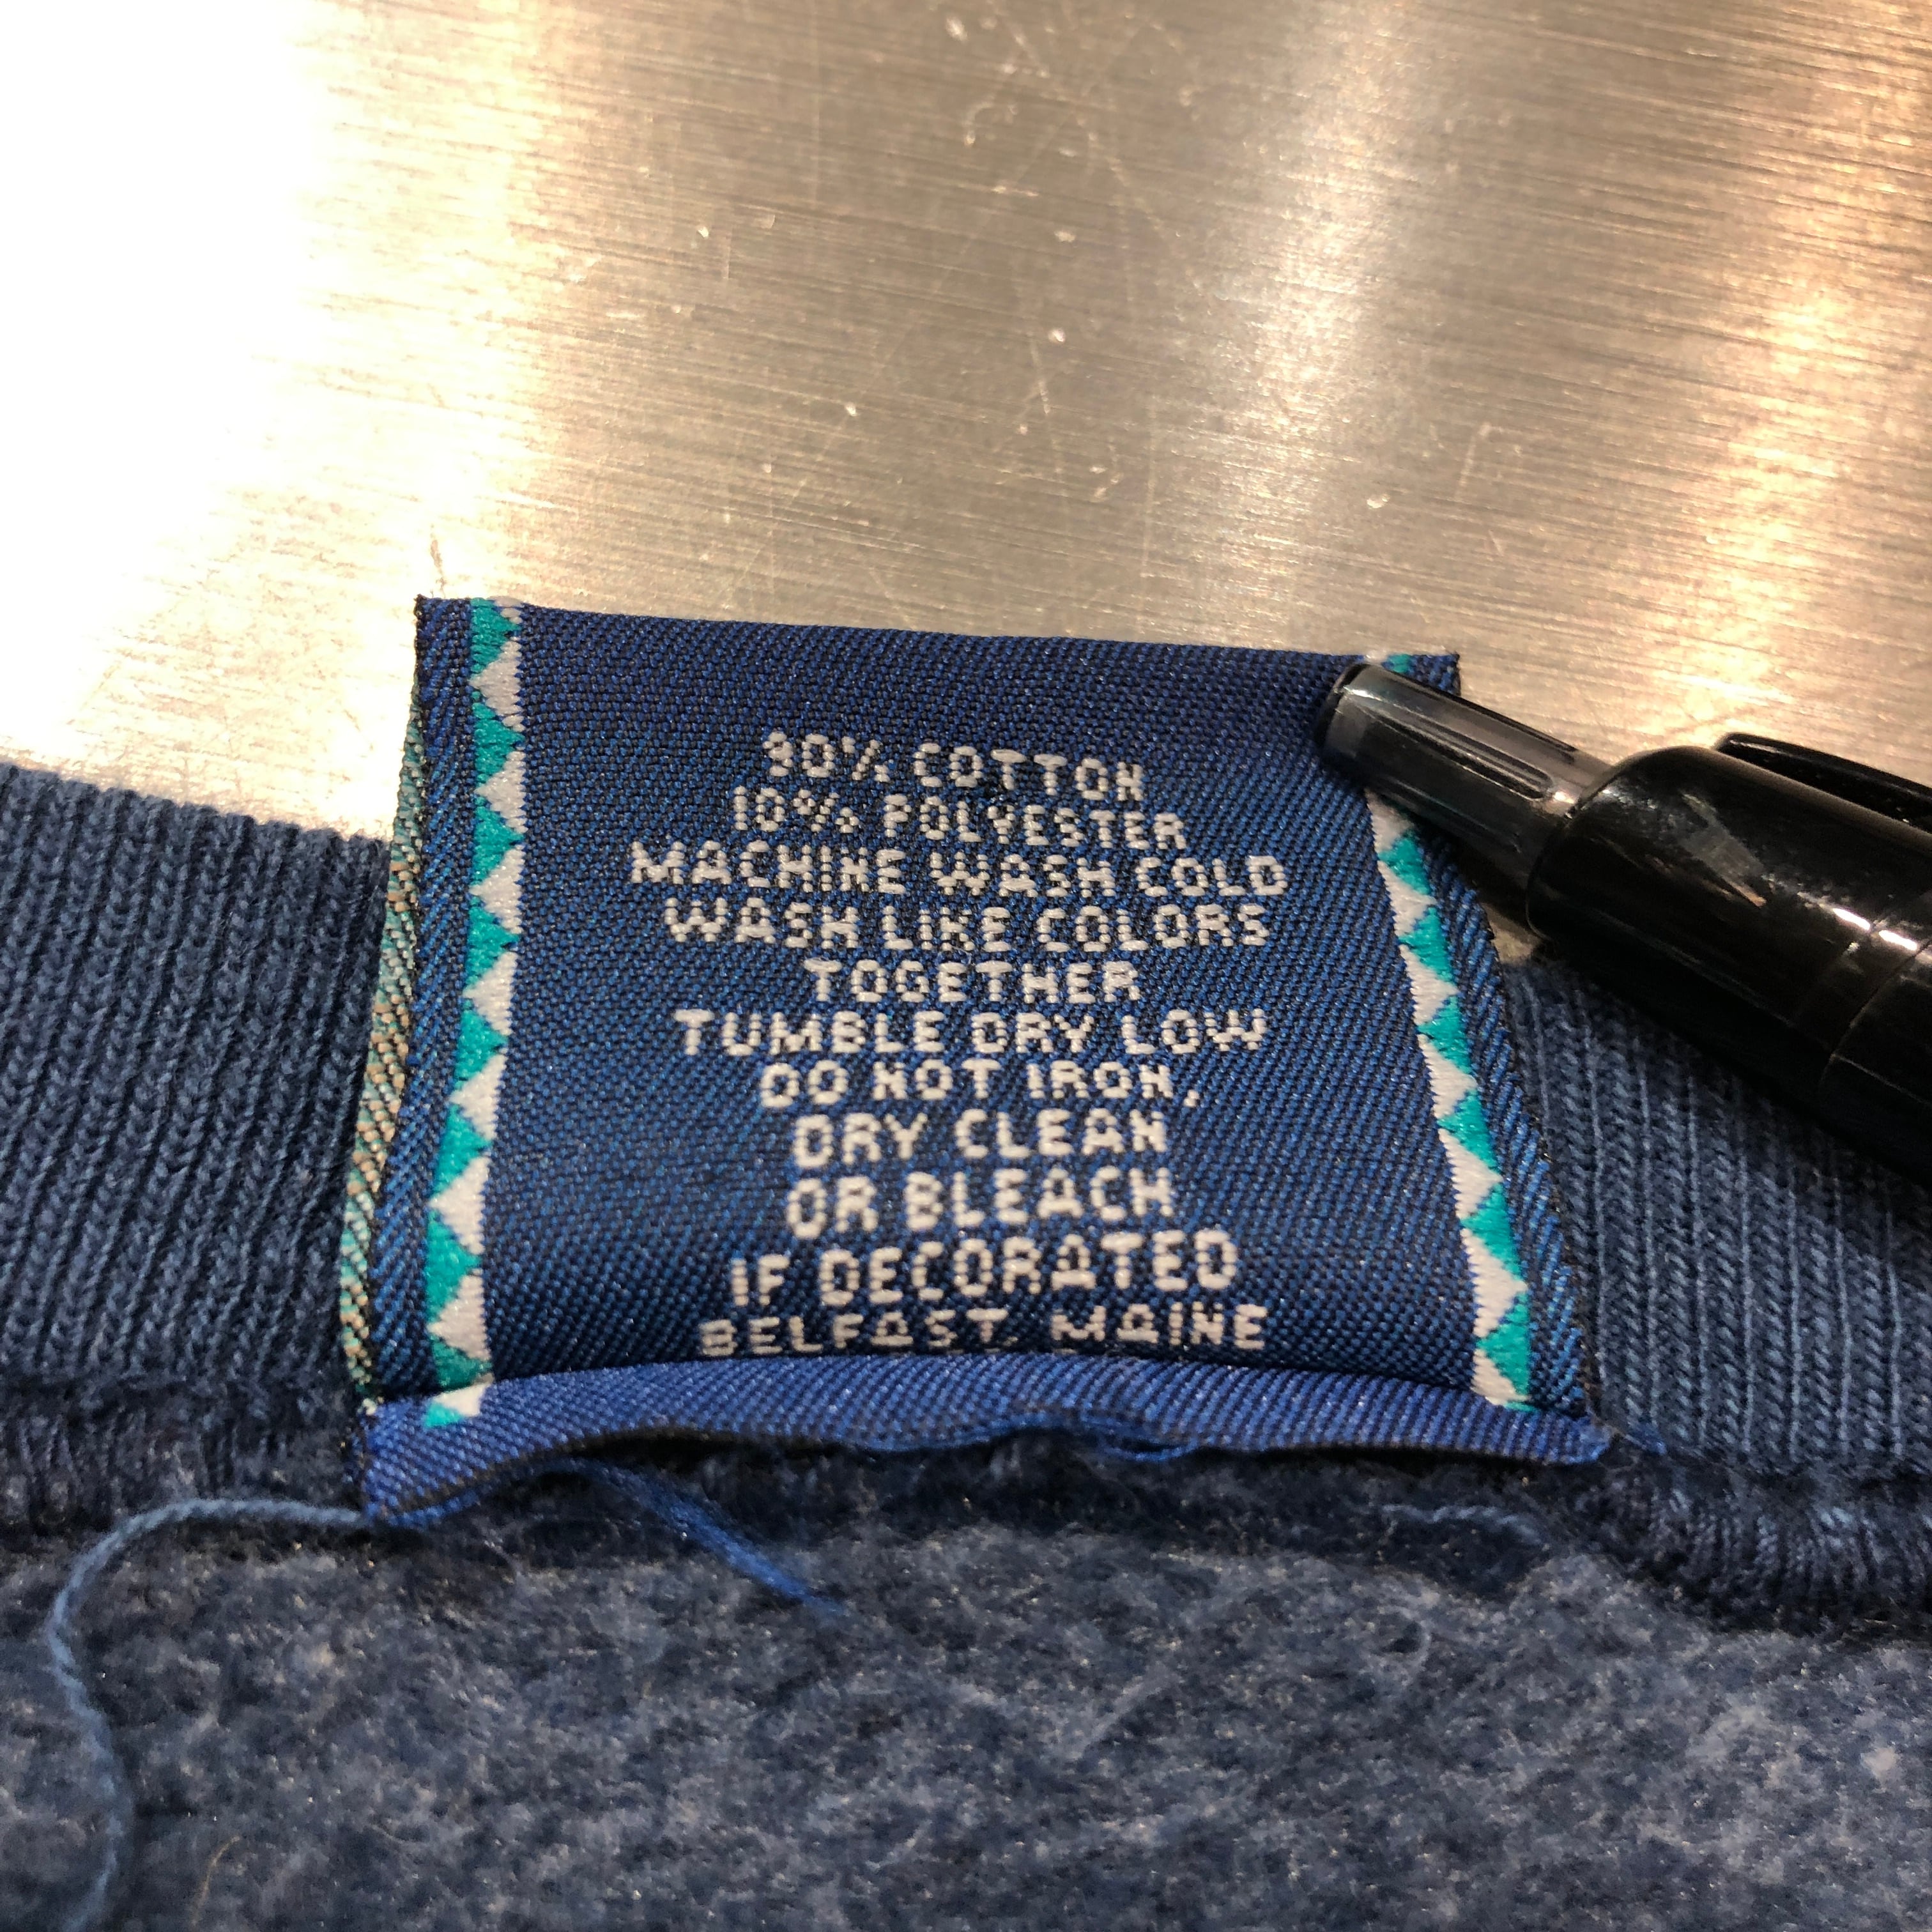 90% COTTON
10% POLYESTER
MACHINE WASH COLD
WASH LIKE COLORS
TOGETHER
TUMBLE DRY LOW
DO NOT IRON,
DRY CLEAN
OR BLEACH
IF DECORATED
BELFAST, MAINE